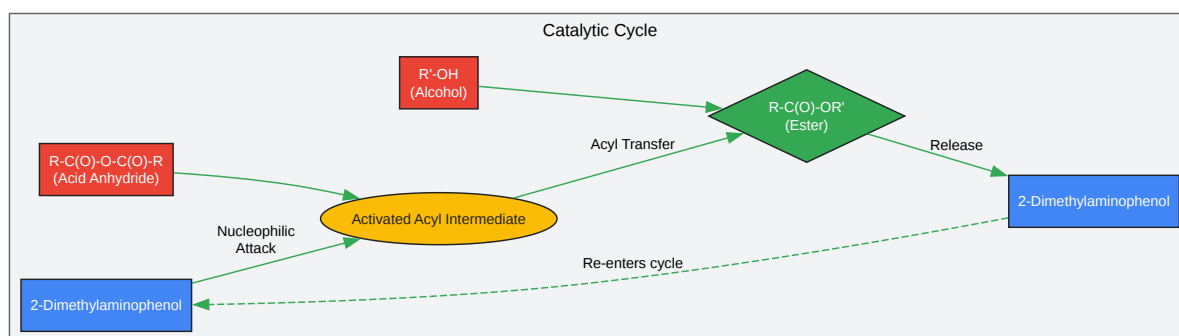 Catalytic Cycle
R'-OH
(Alcohol)
R-C(O)-OR'
(Ester)
Acyl Transfer
Release
R-C(O)-O-C(O)-R
(Acid Anhydride)
2-Dimethylaminophenol
Activated Acyl Intermediate
Nucleophilic
Attack
Re-enters cycle
2-Dimethylaminophenol